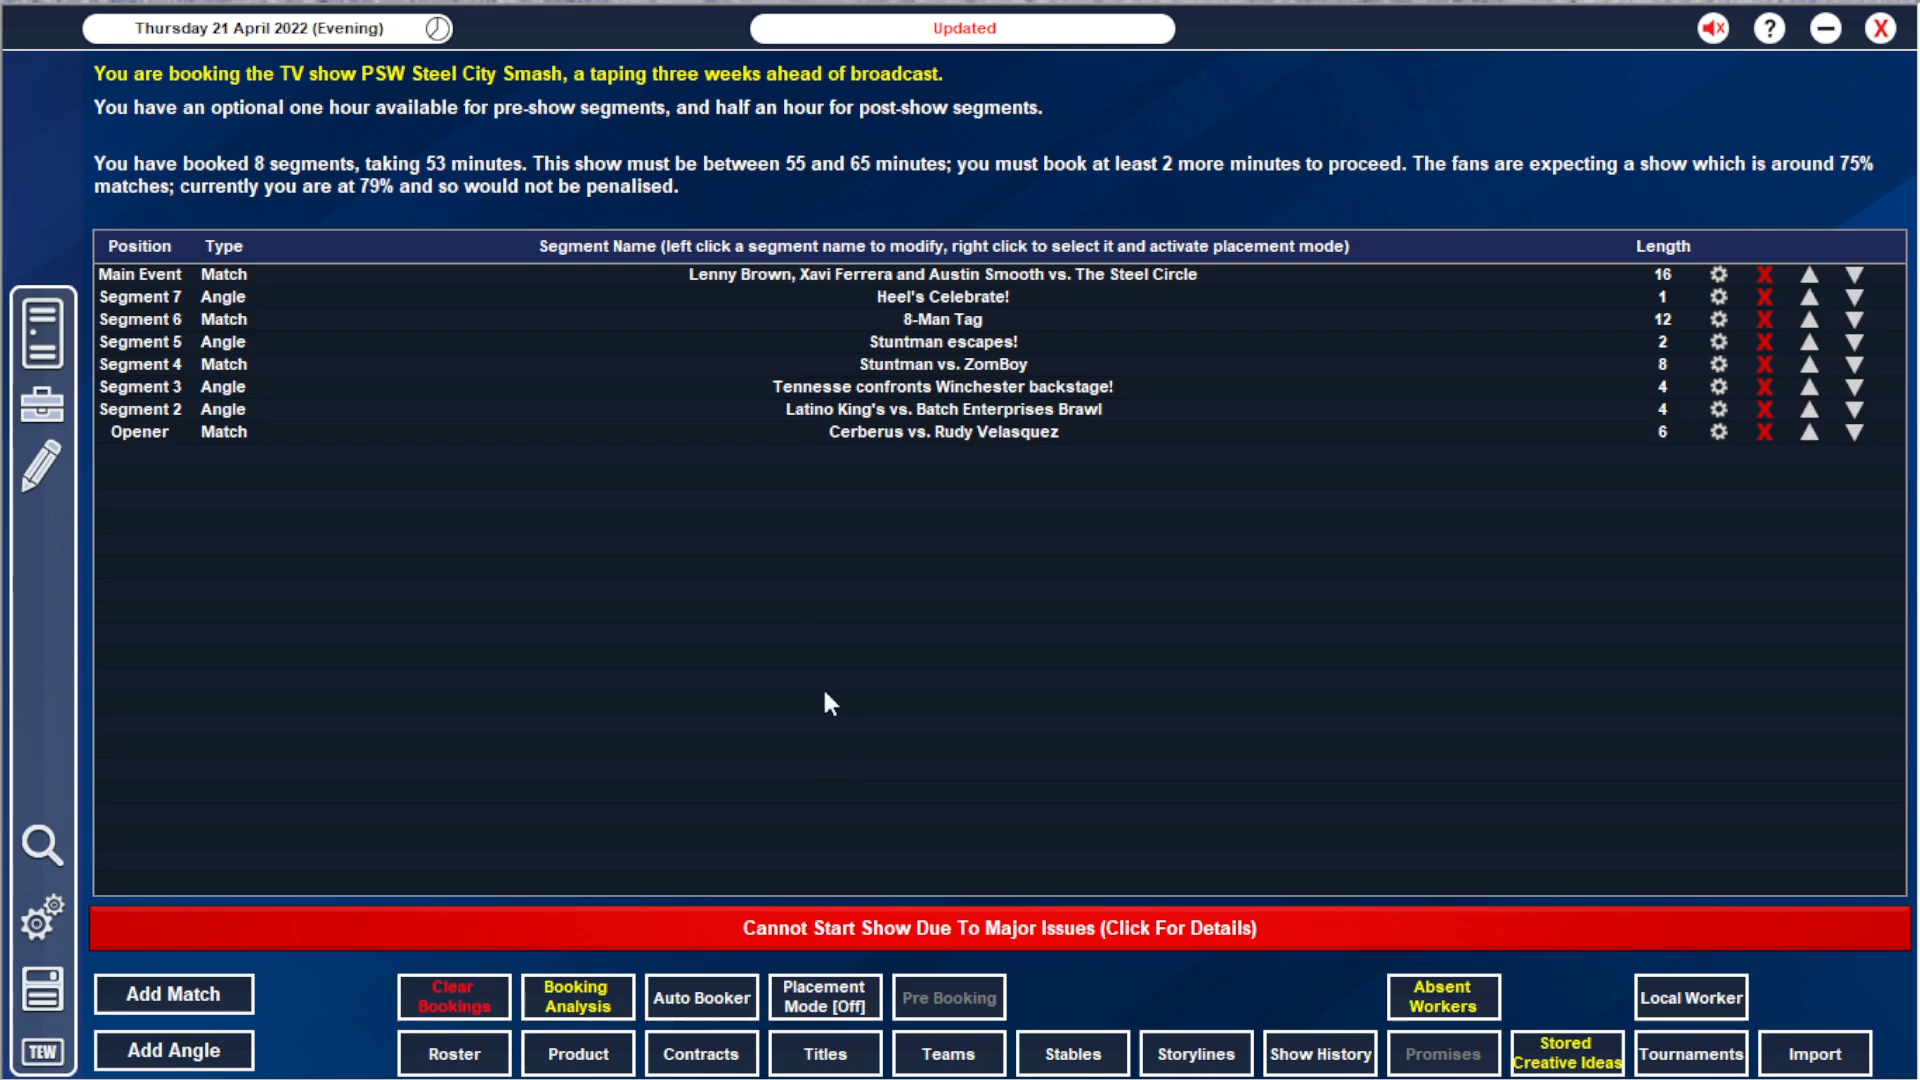 Thursday 21 April 2022 (Evening)
Updated
?
X
You are booking the TV show PSW Steel City Smash, a taping three weeks ahead of broadcast.
You have an optional one hour available for pre-show segments, and half an hour for post-show segments.
You have booked 8 segments, taking 53 minutes. This show must be between 55 and 65 minutes; you must book at least 2 more minutes to proceed. The fans are expecting a show which is around 75%
matches; currently you are at 79% and so would not be penalised.
Position Type Segment Name (left click a segment name to modify, right click to select it and activate placement mode) Length
Main Event Match Lenny Brown, Xavi Ferrera and Austin Smooth vs. The Steel Circle 16 X
Segment 7 Angle Heel's Celebrate! 1 X
Segment 6 Match 8-Man Tag 12 X
Segment 5 Angle Stuntman escapes! 2 X
Segment 4 Match Stuntman vs. ZomBoy 8 X
Segment 3 Angle Tennesse confronts Winchester backstage! 4 X
Segment 2 Angle Latino King's vs. Batch Enterprises Brawl 4 X
Opener Match Cerberus vs. Rudy Velasquez 6 X
Cannot Start Show Due To Major Issues (Click For Details)
Add Match
Clear
Bookings
Booking
Analysis
Auto Booker
Placement
Mode [Off]
Pre Booking
Absent
Workers
Local Worker
TEW
Add Angle
Roster
Product
Contracts
Titles
Teams
Stables
Storylines
Show History
Promises
Stored
Creative Ideas
Tournaments
Import